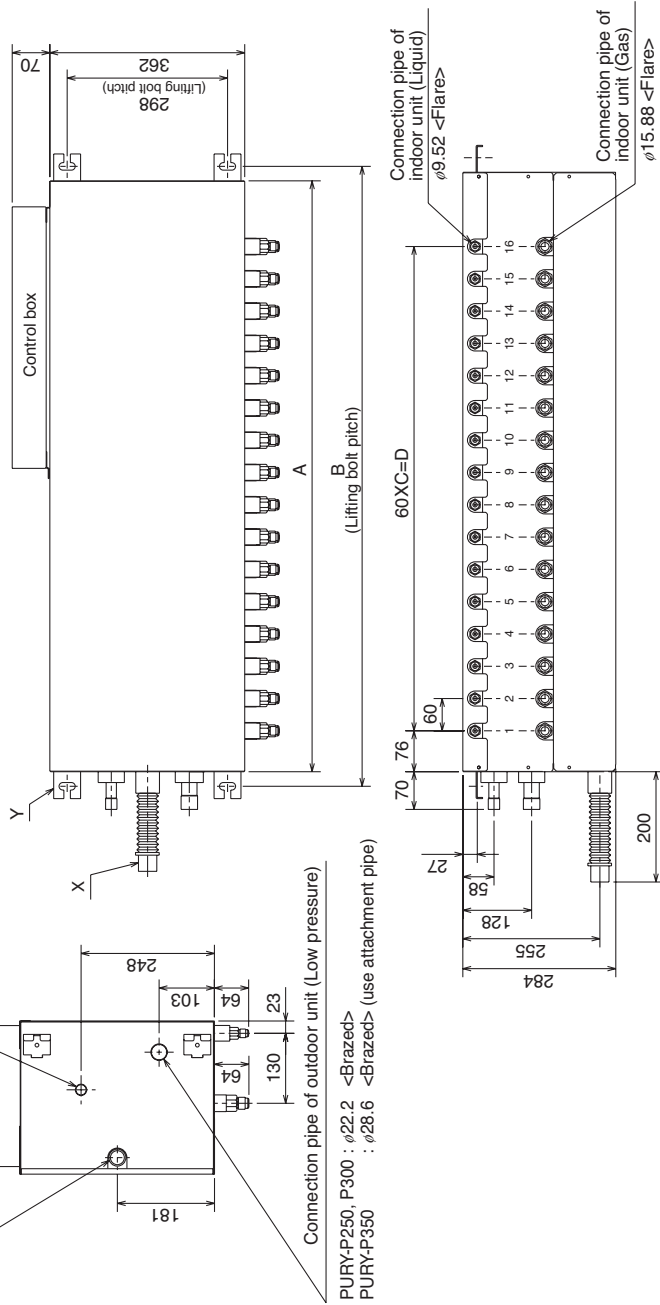 70
362
298
(Lifting bolt pitch)
Control box
A
B
(Lifting bolt pitch)
Y
X
248
103
64
23
64
130
181
Connection pipe of outdoor unit (Low pressure)
PURY-P250, P300 : ø22.2 <Brazed>
PURY-P350 : ø28.6 <Brazed> (use attachment pipe)
Connection pipe of
indoor unit (Liquid)
ø9.52 <Flare>
Connection pipe of
indoor unit (Gas)
ø15.88 <Flare>
60XC=D
60
76
70
1
2
3
4
5
6
7
8
9
10
11
12
13
14
15
16
27
58
128
255
284
200